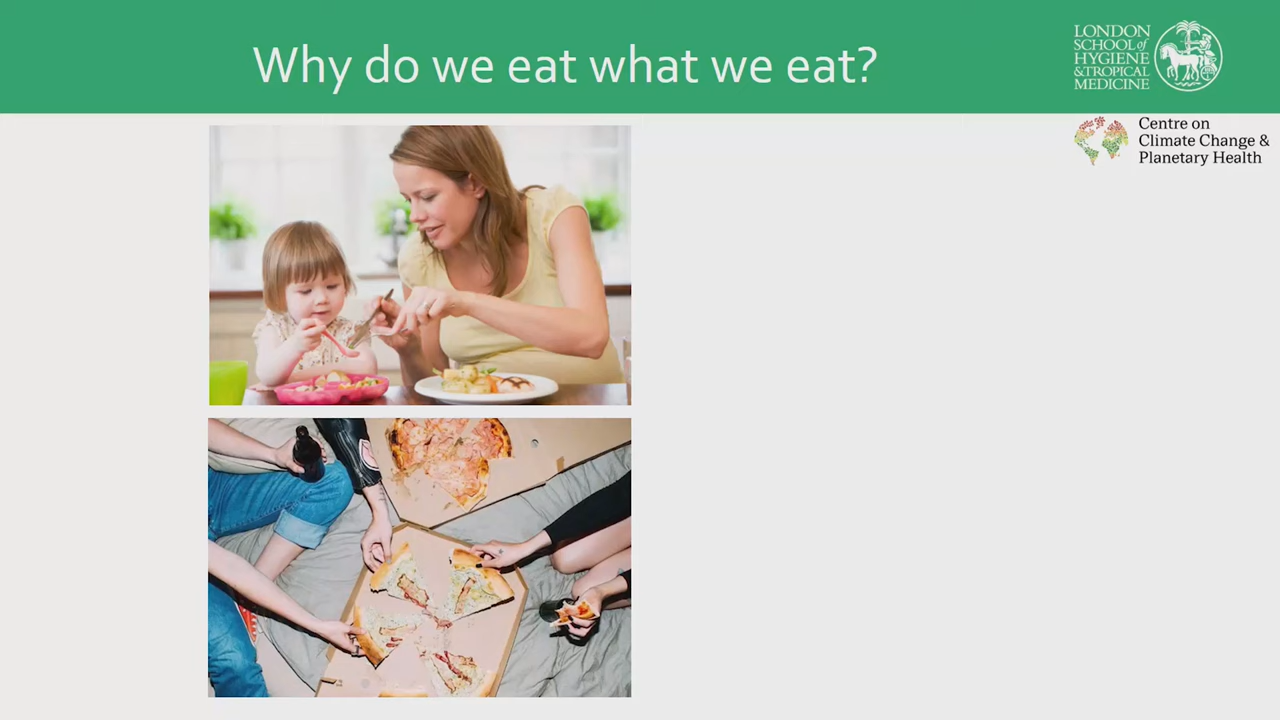 Why do we eat what we eat?
LONDON
SCHOOL of
HYGIENE
& TROPICAL
MEDICINE
Centre on
Climate Change &
Planetary Health